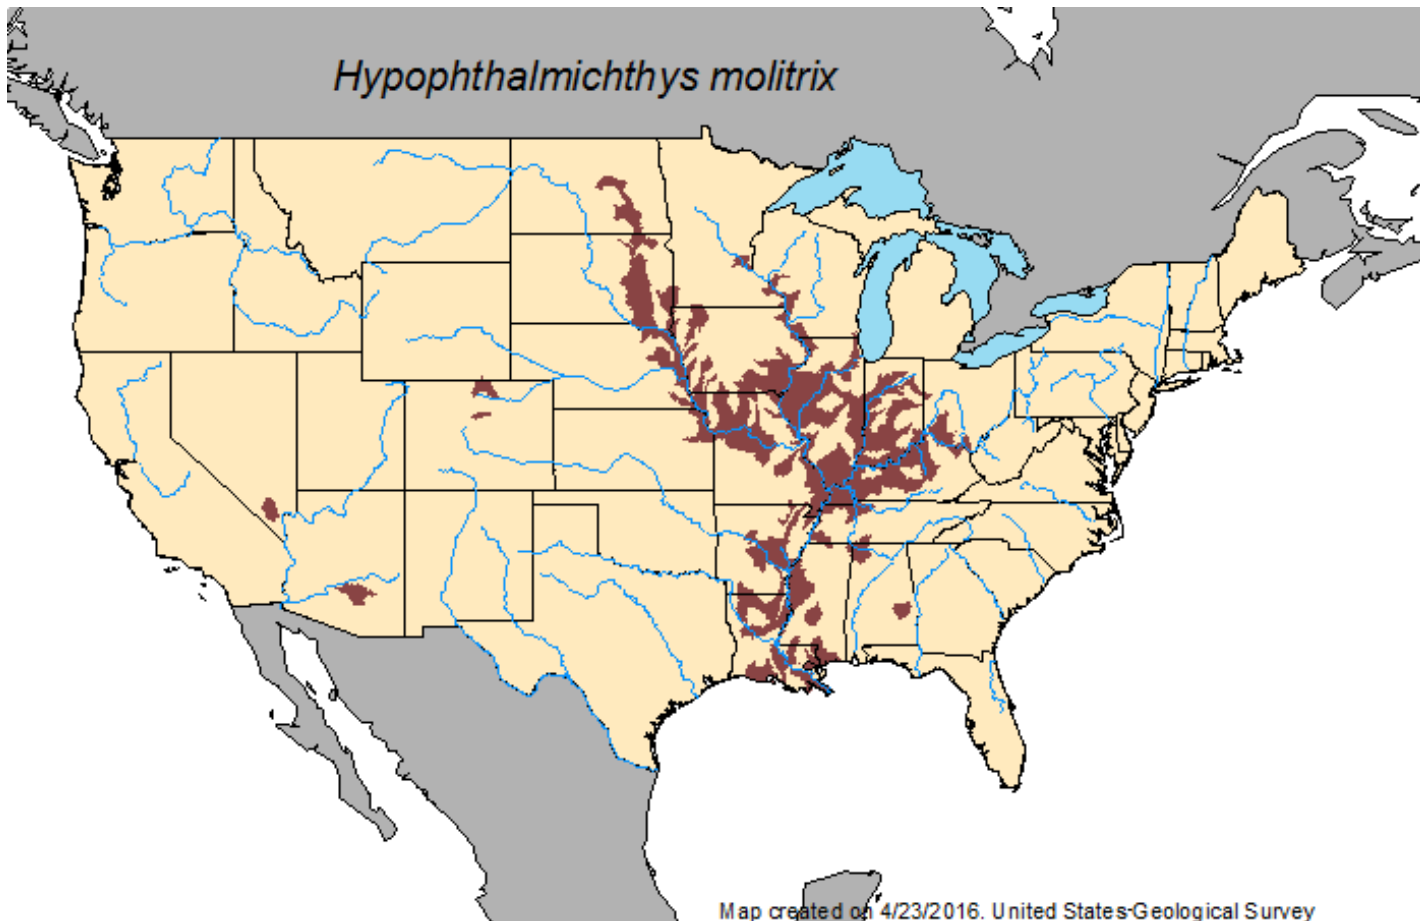 Hypophthalmichthys molitrix
Map created on 4/23/2016. United States Geological Survey